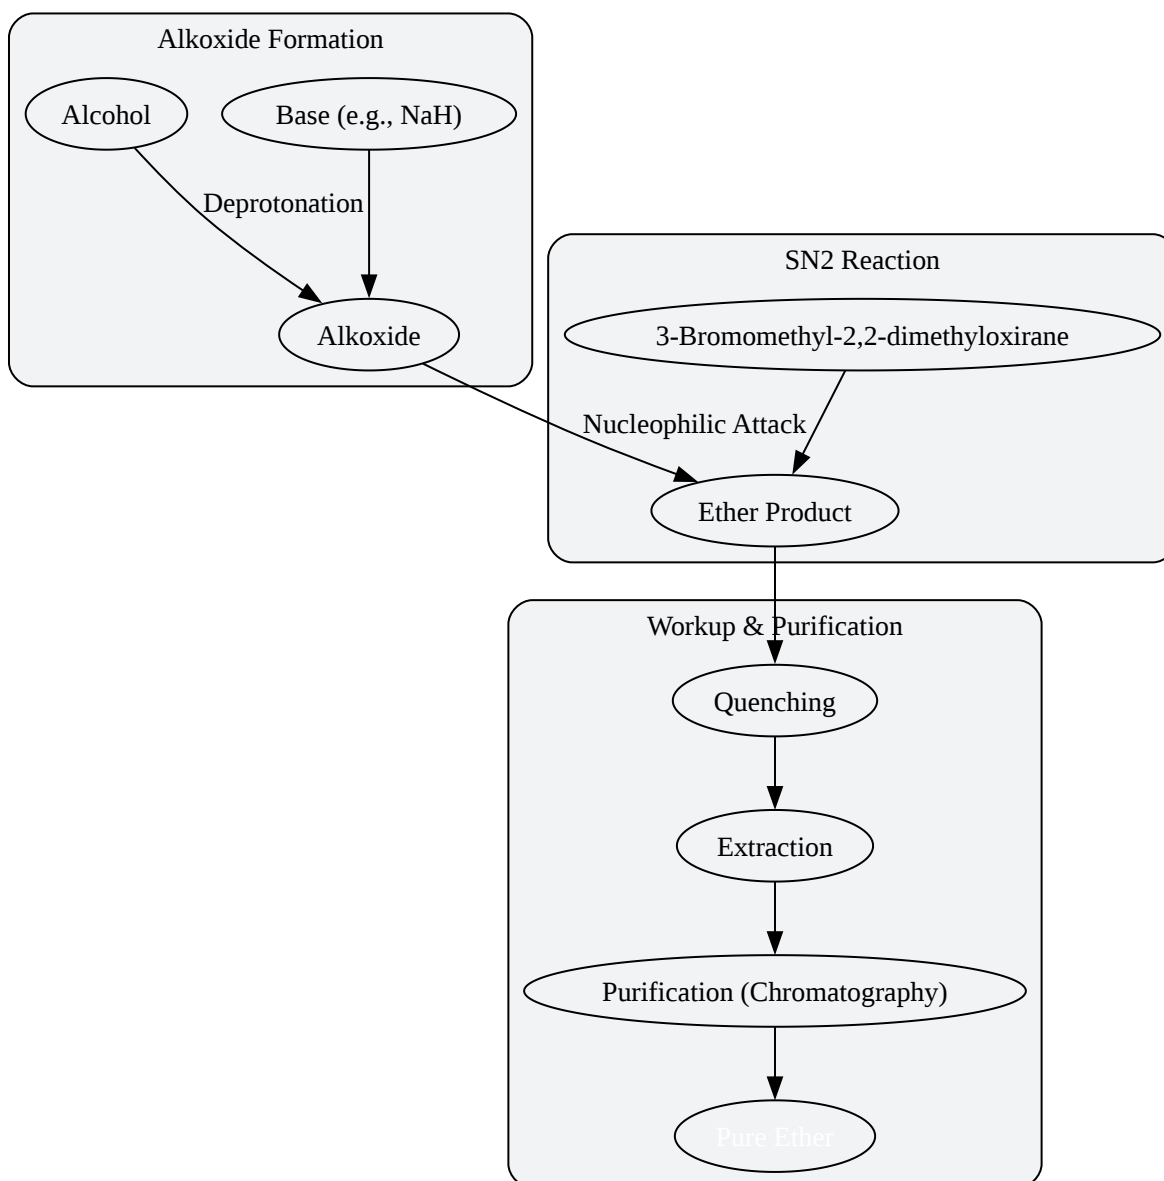 Alkoxide Formation
Alcohol
Base (e.g., NaH)
Deprotonation
Alkoxide
SN2 Reaction
3-Bromomethyl-2,2-dimethyloxirane
Nucleophilic Attack
Ether Product
Workup & Purification
Quenching
Extraction
Purification (Chromatography)
Pure Ether